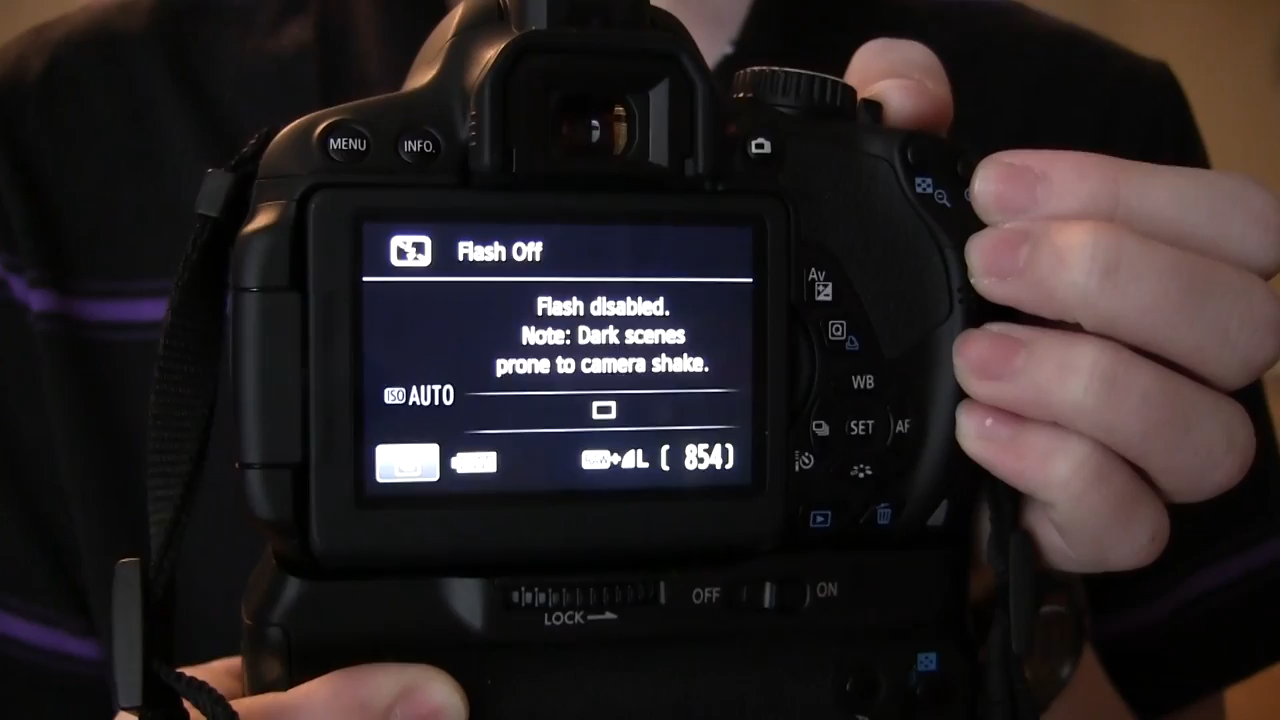 MENU
INFO.
Flash Off
Flash disabled.
Note: Dark scenes
prone to camera shake.
ISO AUTO
RAW+L [ 854]
Av
Q
WB
SET
AF
OFF
ON
LOCK